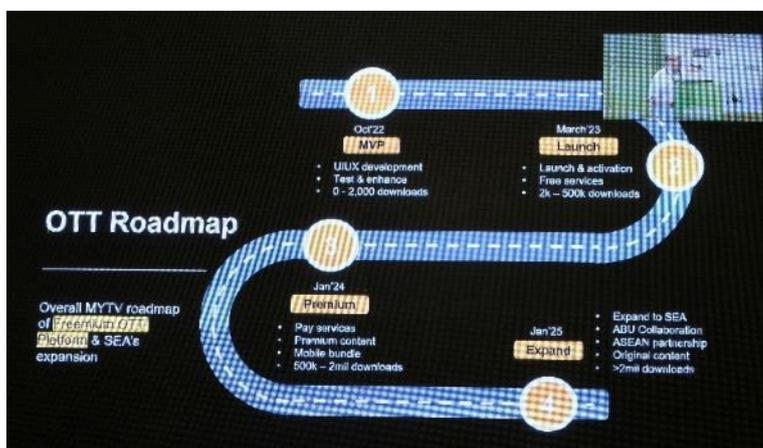 1
Oct'22
MVP
• UIUX development
• Test & enhance
• 0 - 2,000 downloads
March'23
Launch
• Launch & activation
• Free services
• 2k – 500k downloads
2
OTT Roadmap
Overall MYTV roadmap
of Freemium OTT
Platform & SEA's
expansion
3
Jan'24
Premium
• Pay services
• Premium content
• Mobile bundle
• 500k – 2mil downloads
Jan'25
Expand
• Expand to SEA
• ABU Collaboration
• ASEAN partnership
• Original content
• >2mil downloads
4